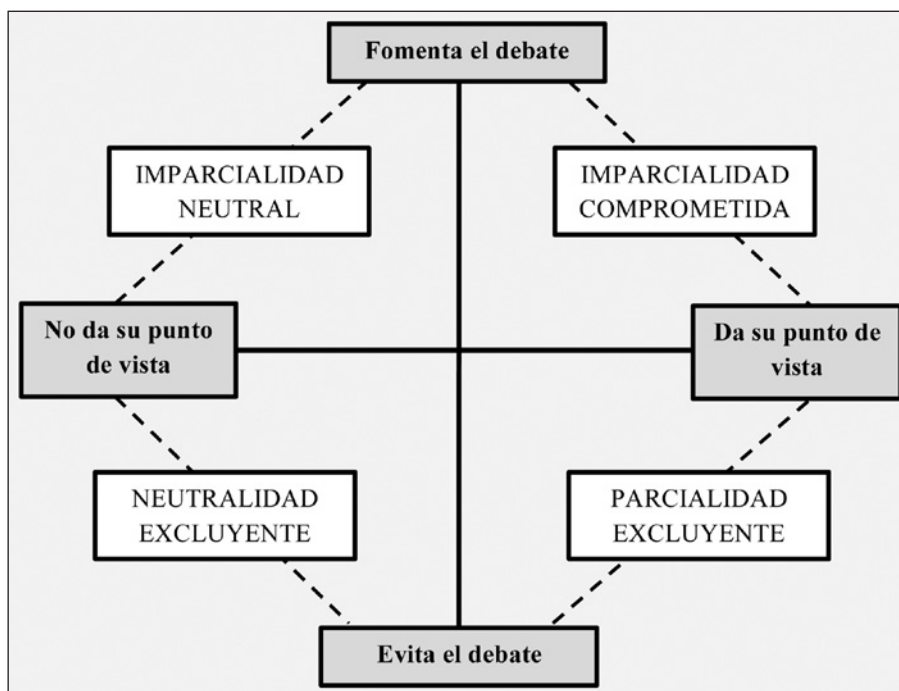 Fomenta el debate
IMPARCIALIDAD
NEUTRAL
IMPARCIALIDAD
COMPROMETIDA
No da su punto
de vista
Da su punto de
vista
NEUTRALIDAD
EXCLUYENTE
PARCIALIDAD
EXCLUYENTE
Evita el debate